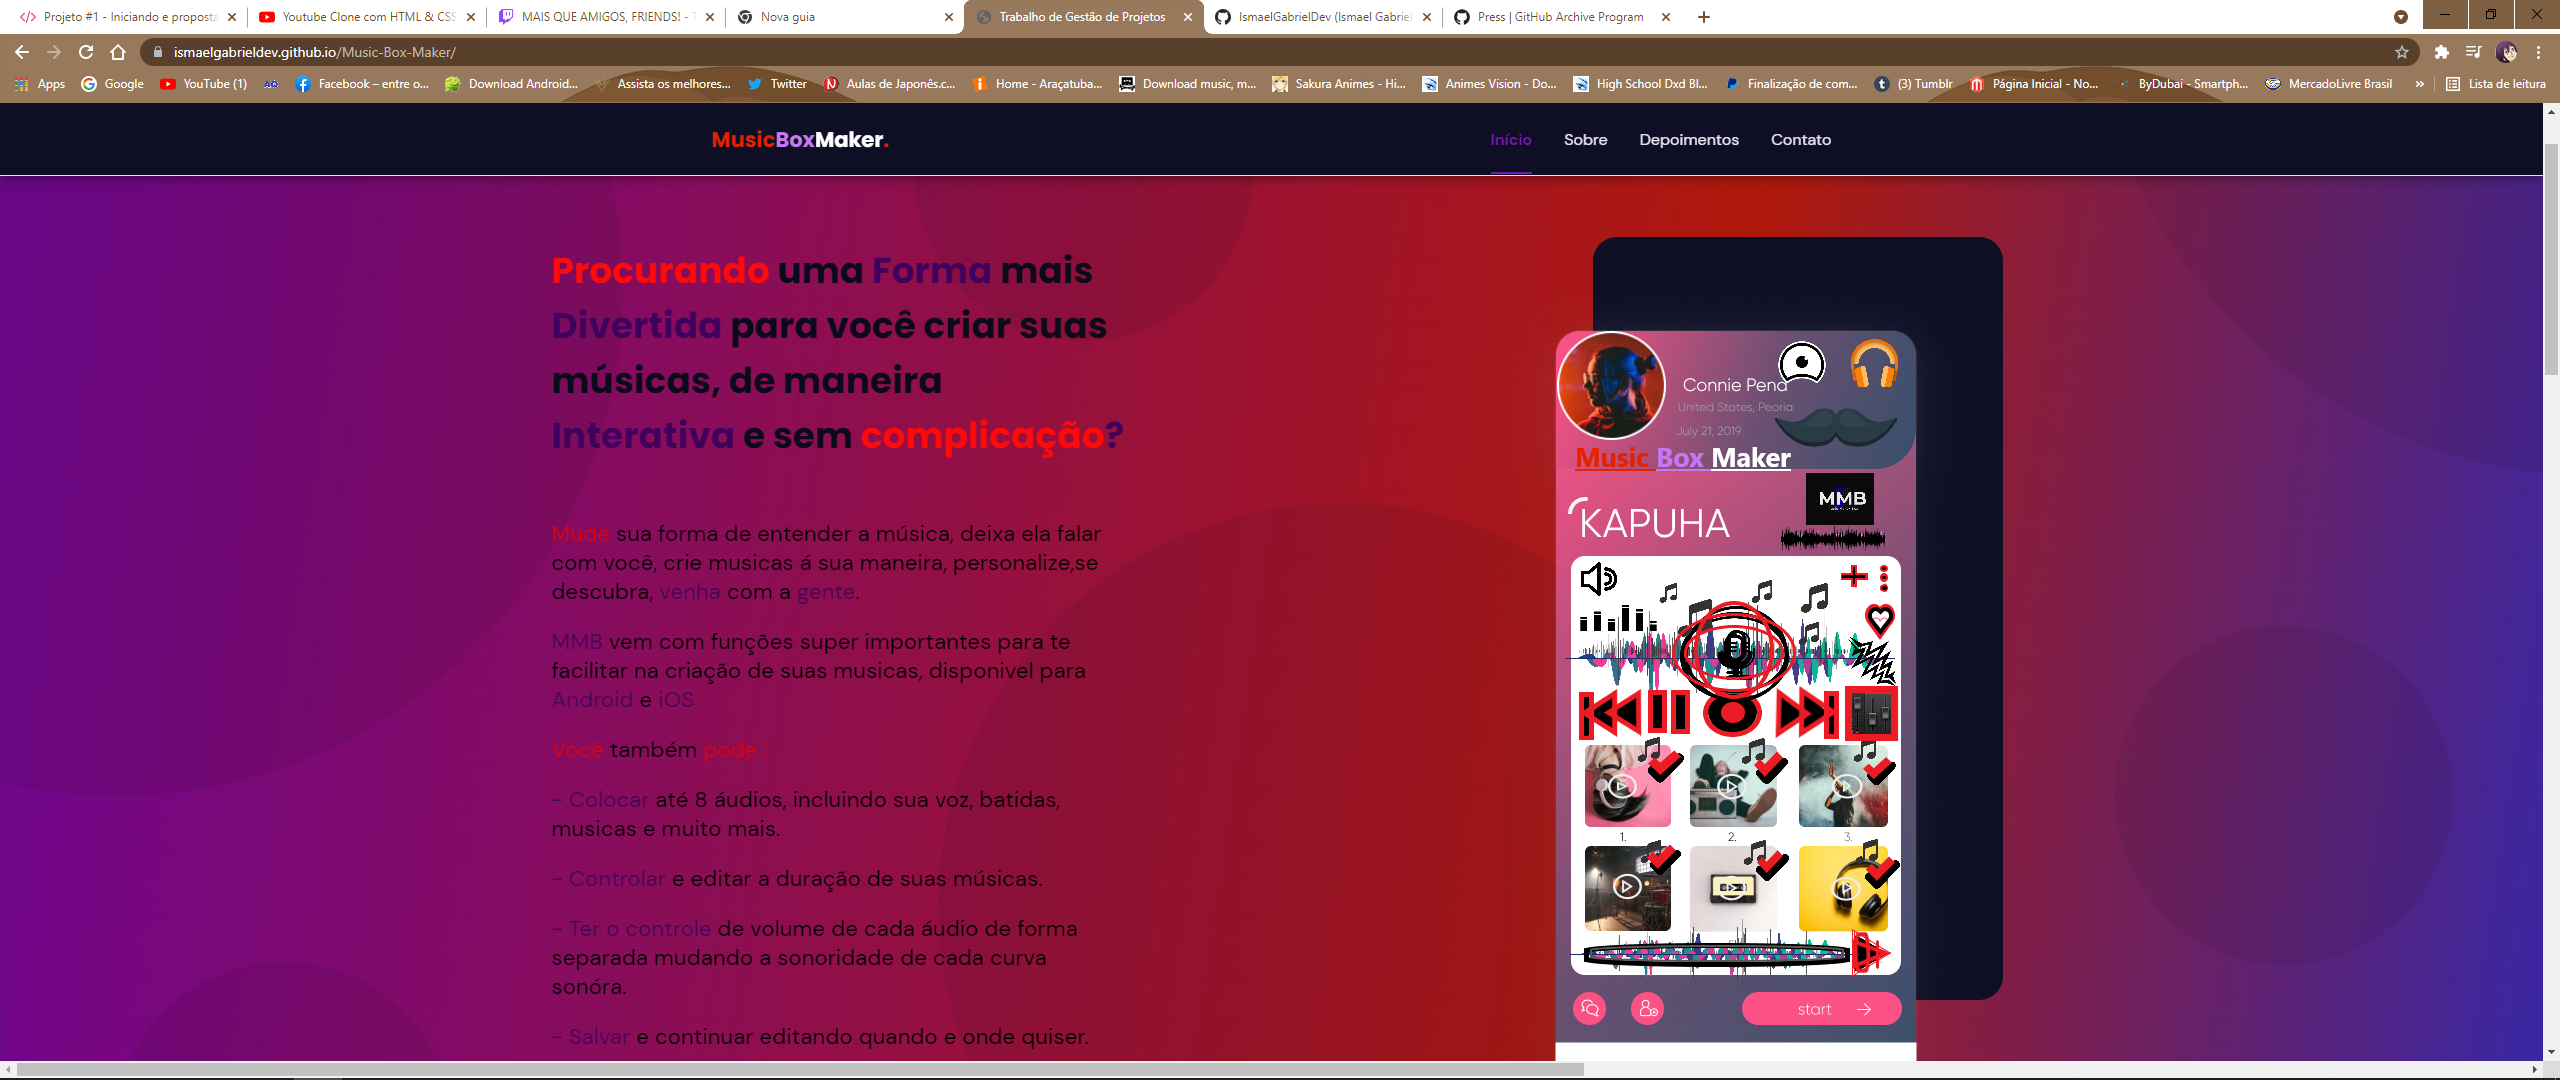 Projeto #1 - Iniciando e proposta
Youtube Clone com HTML & CSS
MAIS QUE AMIGOS, FRIENDS! - T
Nova guia
Trabalho de Gestão de Projetos
IsmaelGabrielDev (Ismael Gabriel
Press | GitHub Archive Program
ismaelgabrieldev.github.io/Music-Box-Maker/
Apps
Google
YouTube (1)
Facebook – entre o...
Download Android...
Assista os melhores...
Twitter
Aulas de Japonês.c...
Home - Araçatuba...
Download music, m...
Sakura Animes - Hi...
Animes Vision - Do...
High School Dxd Bl...
Finalização de com...
(3) Tumblr
Página Inicial - No...
ByDubai - Smartph...
MercadoLivre Brasil
»
Lista de leitura
MusicBoxMaker.
Início
Sobre
Depoimentos
Contato
Procurando uma Forma mais
Divertida para você criar suas
músicas, de maneira
Interativa e sem complicação?
Mude sua forma de entender a música, deixa ela falar
com você, crie musicas á sua maneira, personalize,se
descubra, venha com a gente.
MMB vem com funções super importantes para te
facilitar na criação de suas musicas, disponivel para
Android e iOS
Você também pode :
- Colocar até 8 áudios, incluindo sua voz, batidas,
musicas e muito mais.
- Controlar e editar a duração de suas músicas.
- Ter o controle de volume de cada áudio de forma
separada mudando a sonoridade de cada curva
sonóra.
- Salvar e continuar editando quando e onde quiser.
Connie Pena
United States, Peoria
July 21, 2019
Music Box Maker
MMB
KAPUHA
1.
2.
3.
start